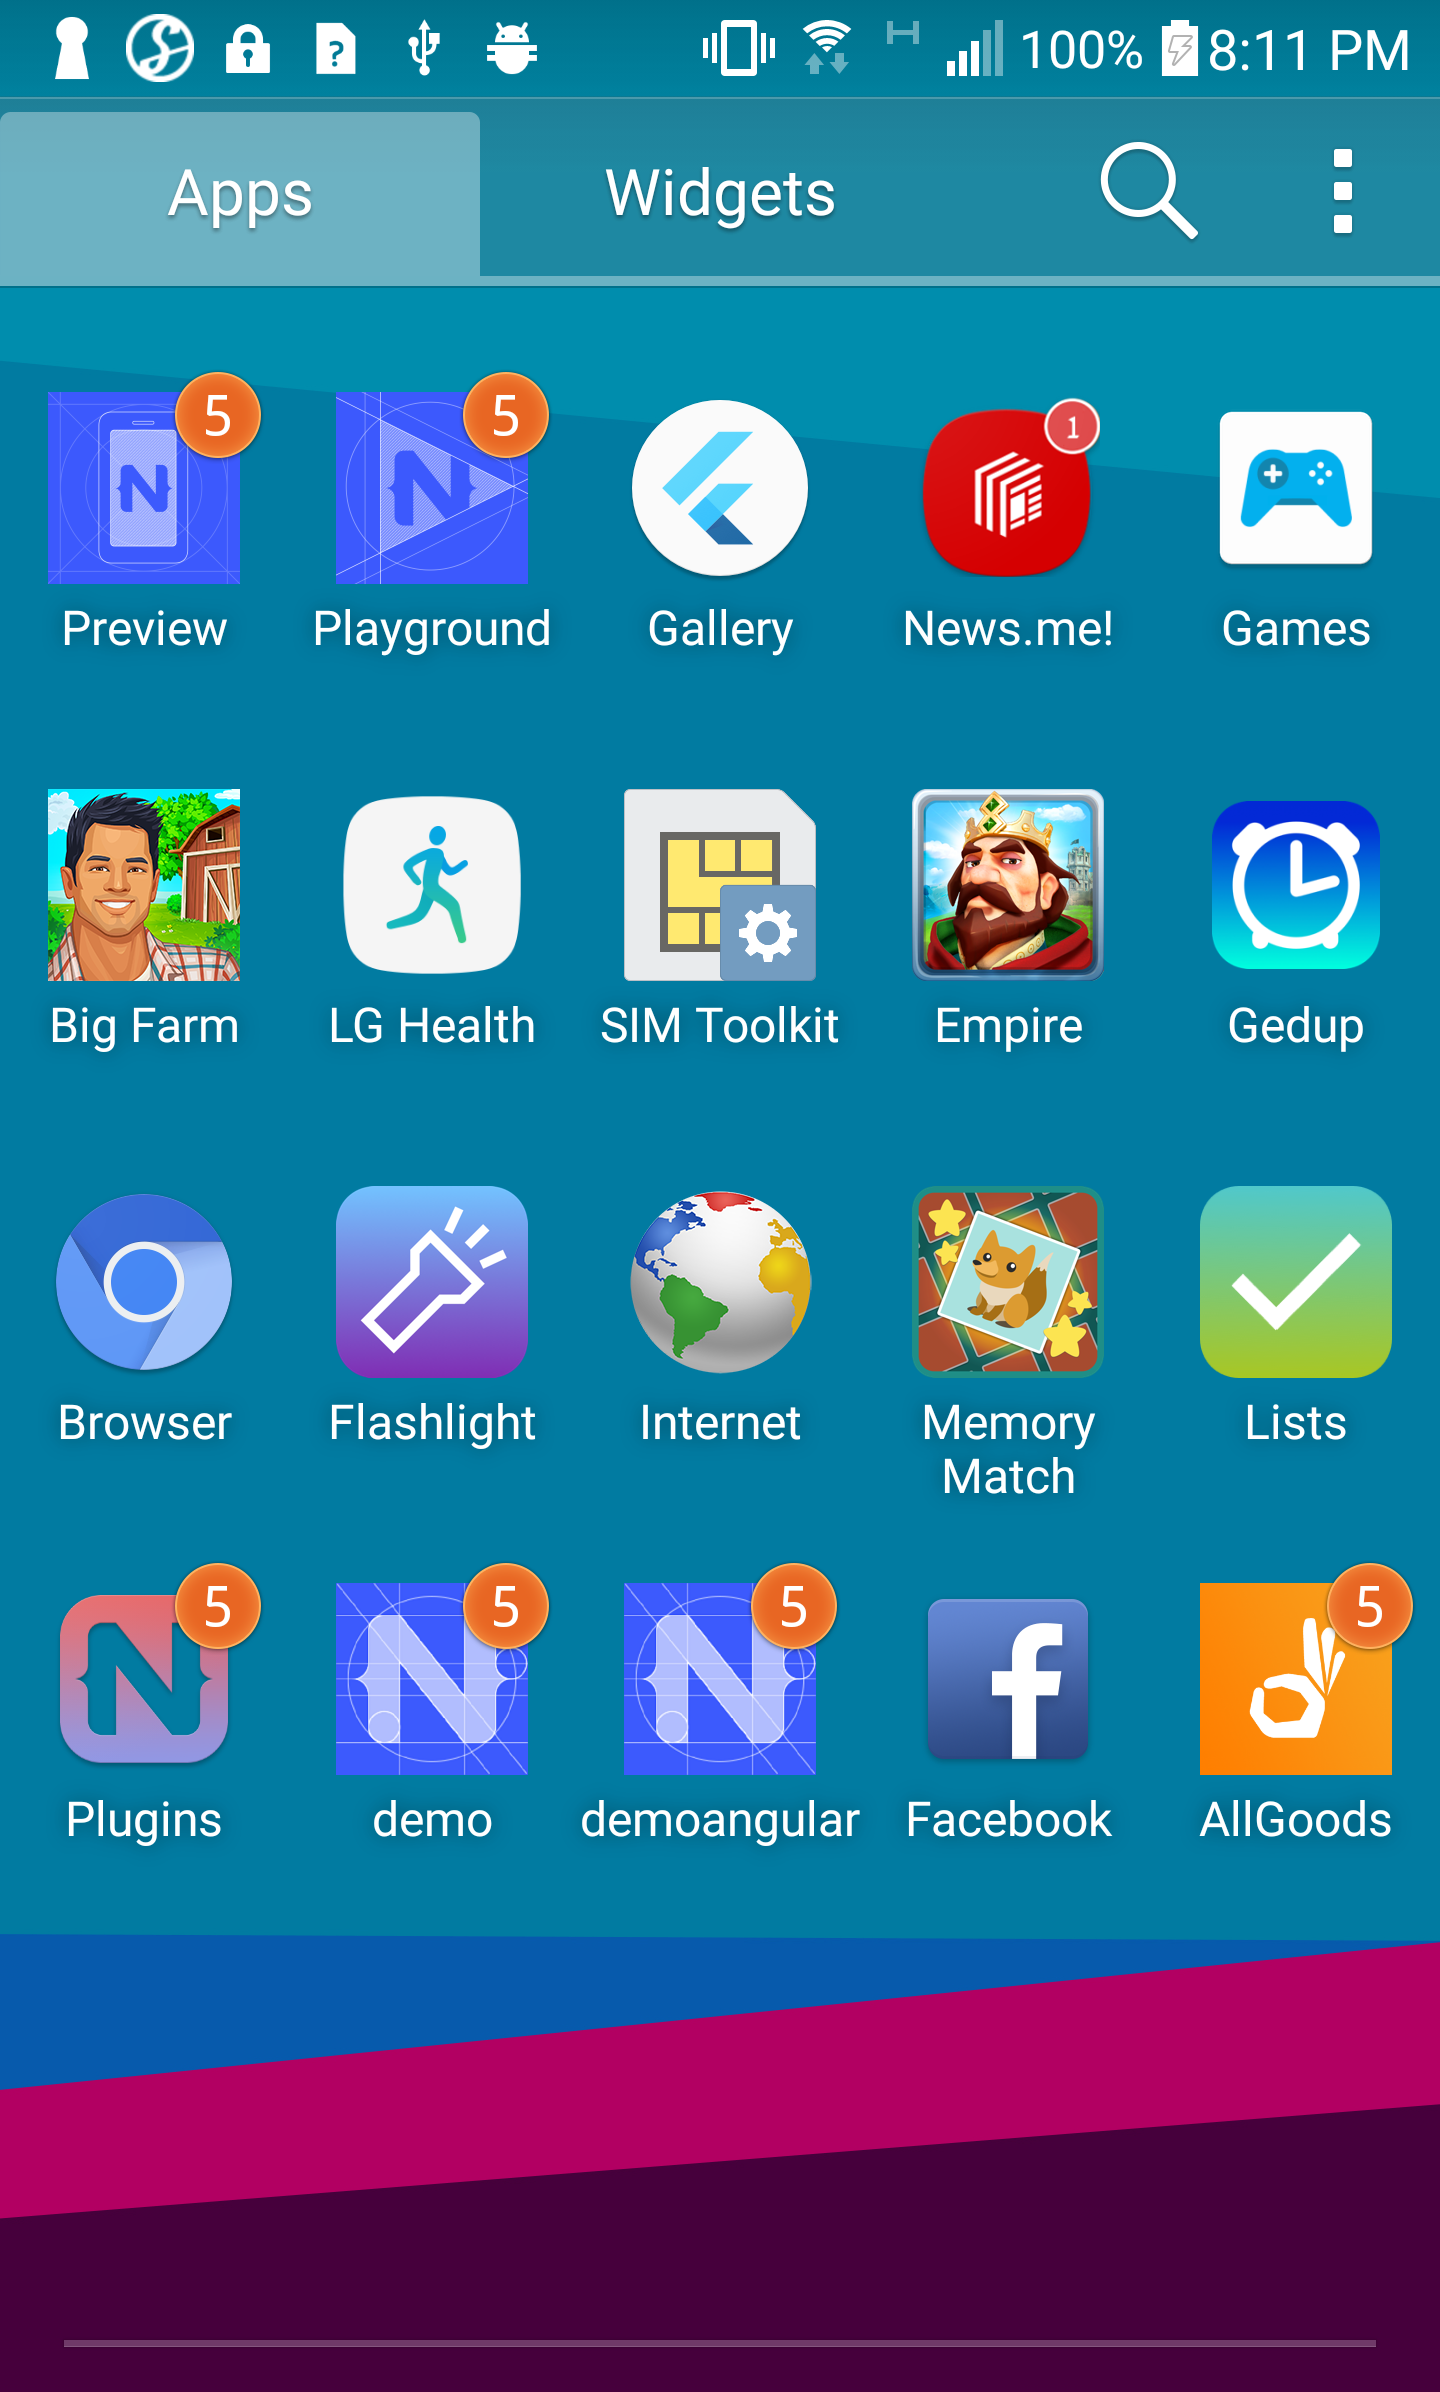 ? H 100% 8:11 PM
Apps Widgets
5 5 1
N N
Preview Playground Gallery News.me! Games
Big Farm LG Health SIM Toolkit Empire Gedup
Browser Flashlight Internet Memory Match Lists
5 5 5 5
N N N f
Plugins demo demoangular Facebook AllGoods